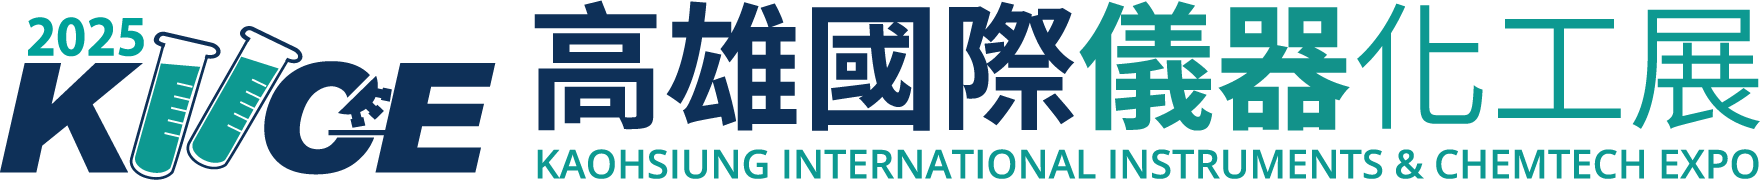 2025
KIICE
高雄國際儀器化工展
KAOHSIUNG INTERNATIONAL INSTRUMENTS & CHEMTECH EXPO